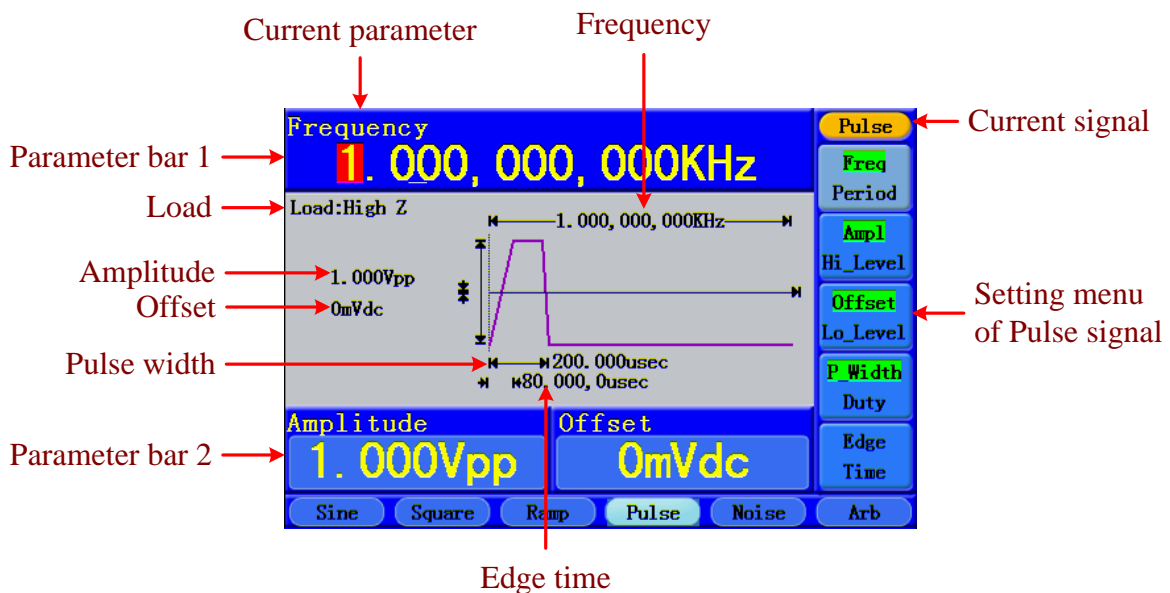 Current parameter
Frequency
Current signal
Parameter bar 1
Load
Amplitude
Offset
Pulse width
Parameter bar 2
Setting menu
of Pulse signal
Edge time
Frequency
1.000,000,000KHz
Load:High Z
1.000,000,000KHz
1.000Vpp
0mVdc
200.000usec
80.000,0usec
Amplitude
1.000Vpp
Offset
0mVdc
Pulse
Freq
Period
Ampl
Hi_Level
Offset
Lo_Level
P_Width
Duty
Edge
Time
Sine
Square
Ramp
Pulse
Noise
Arb